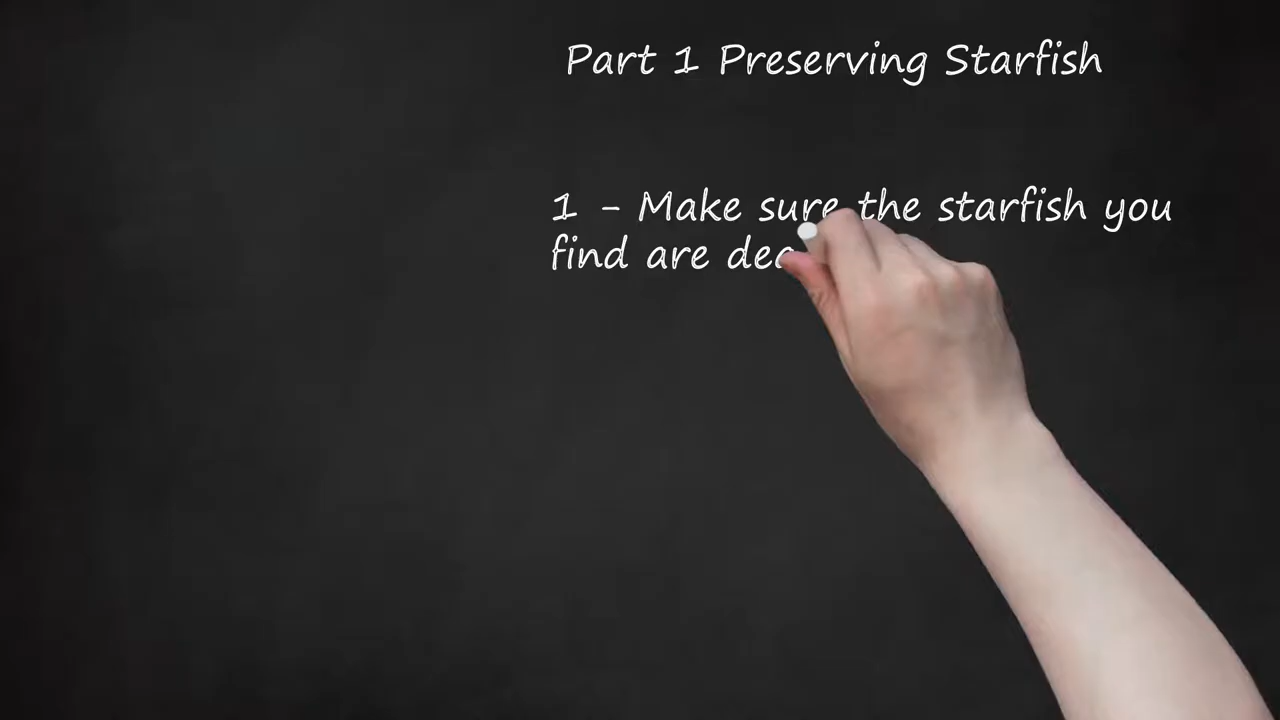 Part 1 Preserving Starfish
1 - Make sure the starfish you
find are